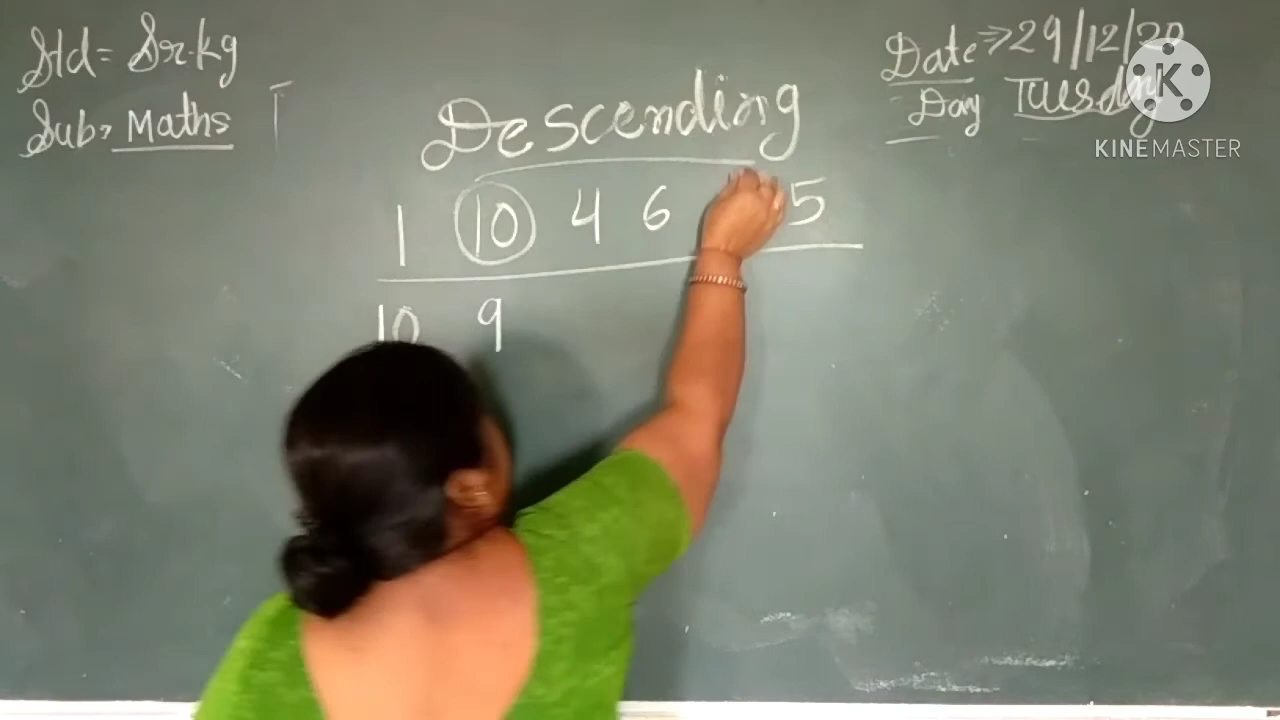 Std = Sr.kg
Sub, Maths
Date ⇒ 29/12/20
Day Tuesday
K
KINEMASTER
Descending
1 10 4 6 5
10 9